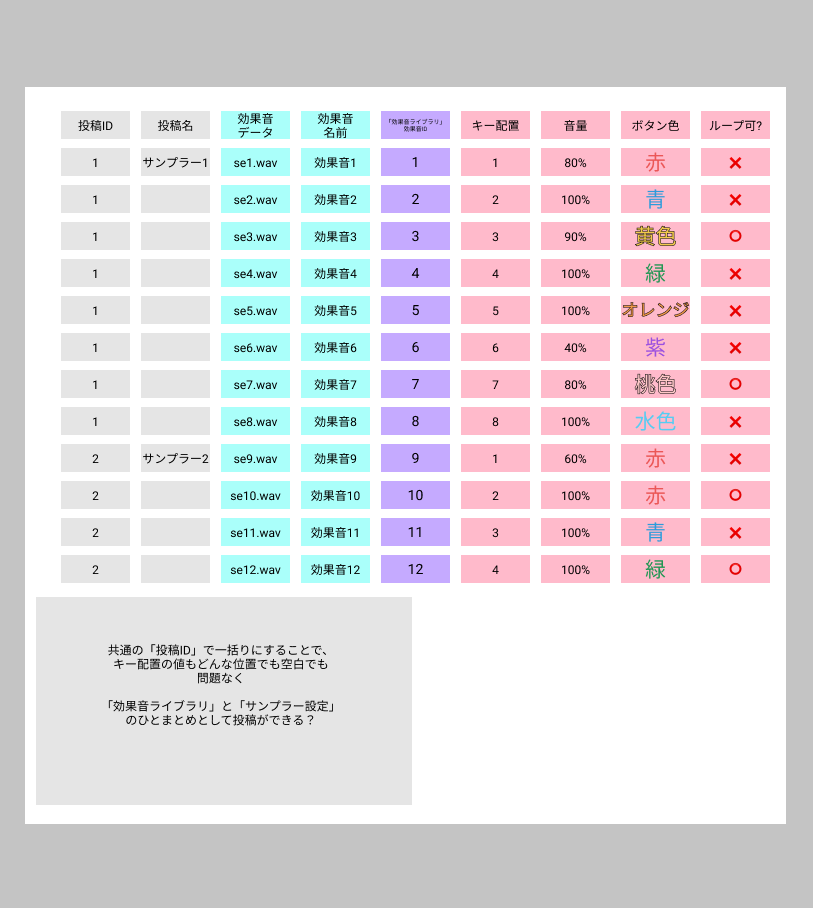 投稿ID 投稿名 効果音データ 効果音名前 「効果音ライブラリ」効果音ID キー配置 音量 ボタン色 ループ可?
1 サンプラー1 se1.wav 効果音1 1 1 80% 赤 ×
1 se2.wav 効果音2 2 2 100% 青 ×
1 se3.wav 効果音3 3 3 90% 黄色 ○
1 se4.wav 効果音4 4 4 100% 緑 ×
1 se5.wav 効果音5 5 5 100% オレンジ ×
1 se6.wav 効果音6 6 6 40% 紫 ×
1 se7.wav 効果音7 7 7 80% 桃色 ○
1 se8.wav 効果音8 8 8 100% 水色 ×
2 サンプラー2 se9.wav 効果音9 9 1 60% 赤 ×
2 se10.wav 効果音10 10 2 100% 赤 ○
2 se11.wav 効果音11 11 3 100% 青 ×
2 se12.wav 効果音12 12 4 100% 緑 ○
共通の「投稿ID」で一括りにすることで、
キー配置の値もどんな位置でも空白でも
問題なく
「効果音ライブラリ」と「サンプラー設定」
のひとまとめとして投稿ができる？